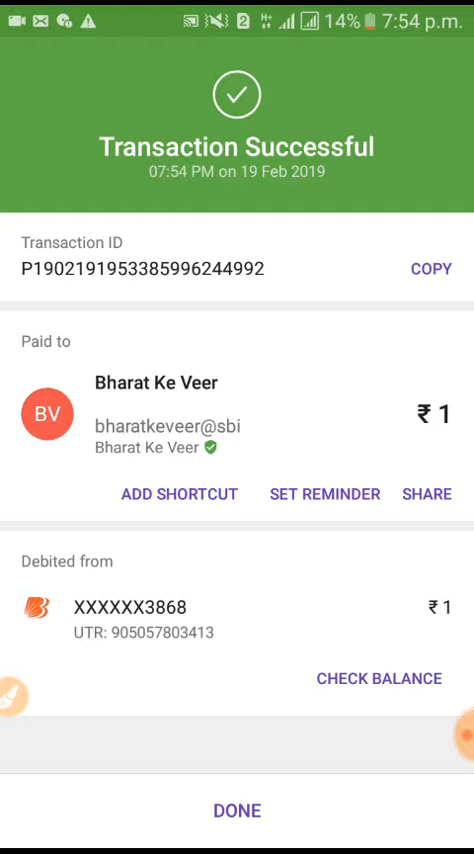 2 H+ 14% 7:54 p.m.
Transaction Successful
07:54 PM on 19 Feb 2019
Transaction ID
P1902191953385996244992 COPY
Paid to
Bharat Ke Veer
BV ₹ 1
bharatkeveer@sbi
Bharat Ke Veer
ADD SHORTCUT SET REMINDER SHARE
Debited from
XXXXXX3868 ₹ 1
UTR: 905057803413
CHECK BALANCE
DONE